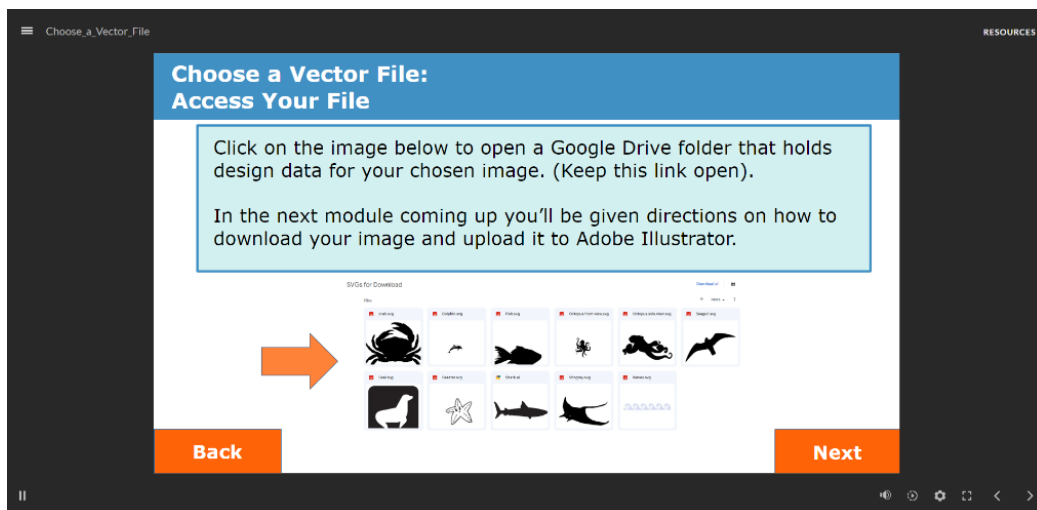 Choose_a_Vector_File
RESOURCES
Choose a Vector File:
Access Your File
Click on the image below to open a Google Drive folder that holds
design data for your chosen image. (Keep this link open).
In the next module coming up you’ll be given directions on how to
download your image and upload it to Adobe Illustrator.
SVGs for Download
Back
Next